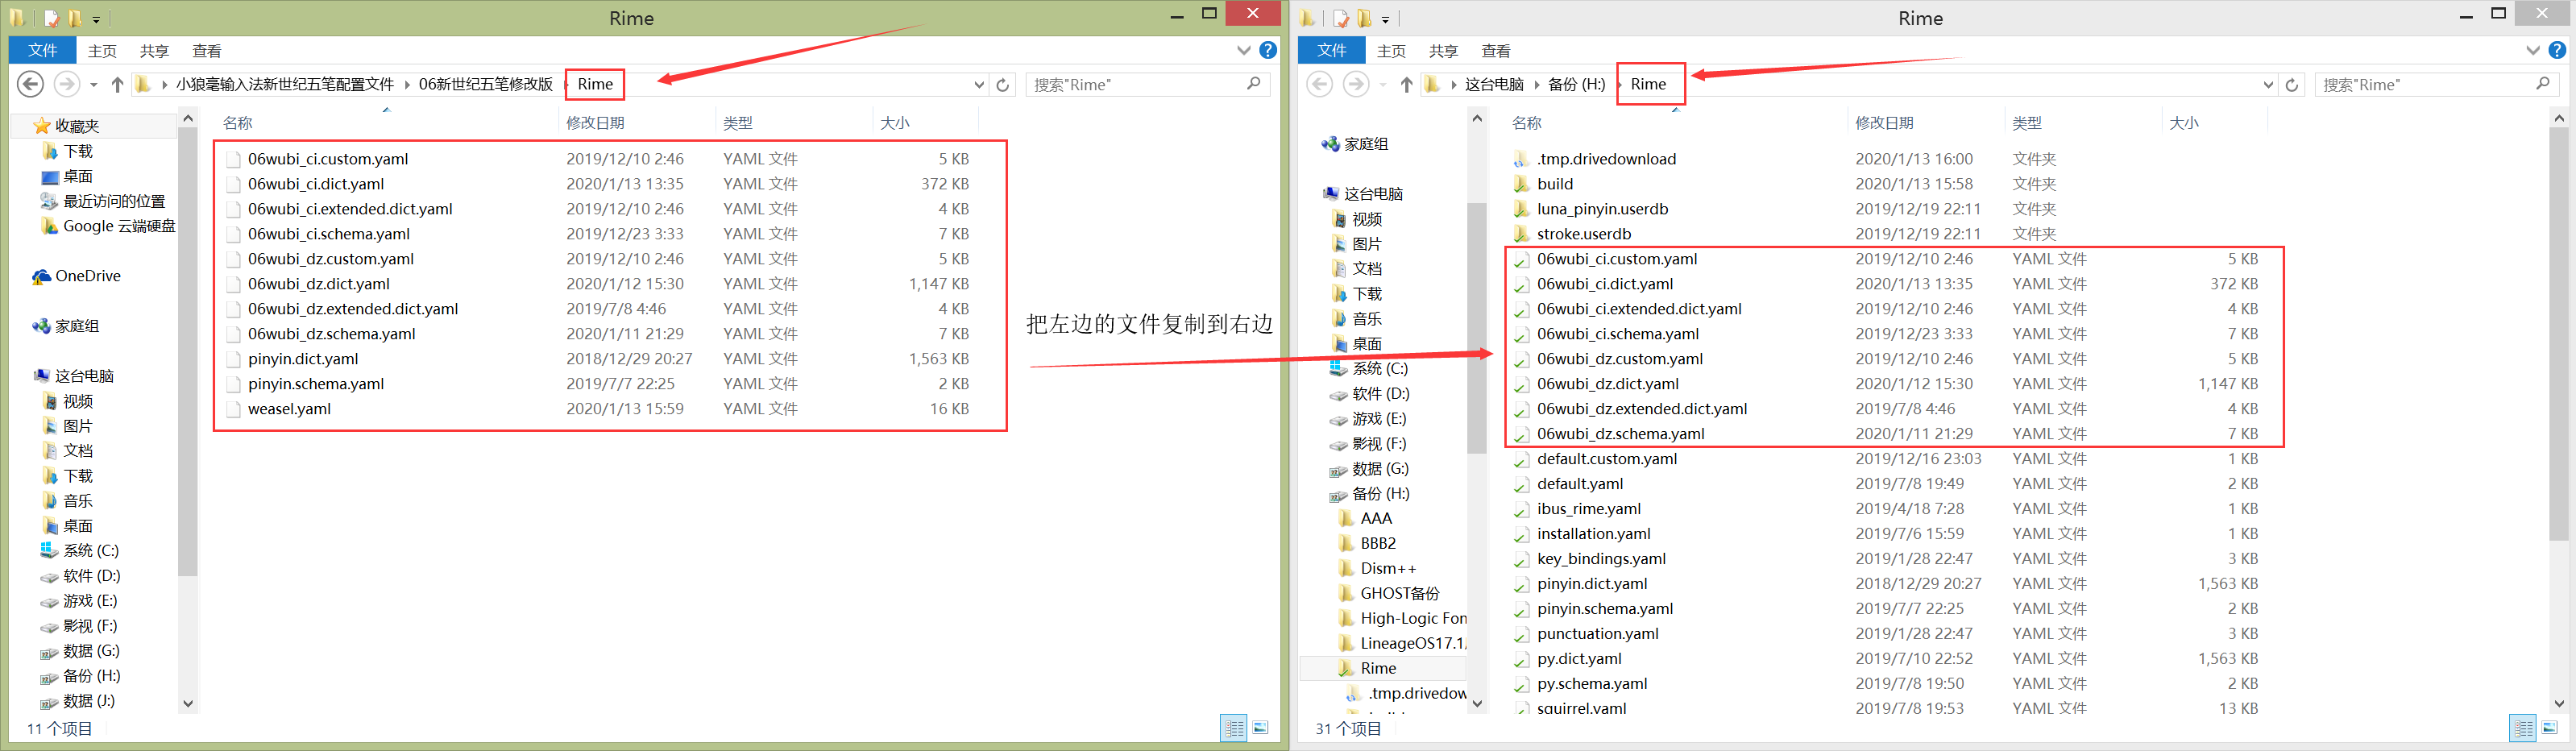 Rime
文件 主页 共享 查看
小狼毫输入法新世纪五笔配置文件 06新世纪五笔修改版 Rime 搜索"Rime"
名称 修改日期 类型 大小
收藏夹
下载
桌面
最近访问的位置
Google 云端硬盘
OneDrive
家庭组
这台电脑
视频
图片
文档
下载
音乐
桌面
系统 (C:)
软件 (D:)
游戏 (E:)
影视 (F:)
数据 (G:)
备份 (H:)
数据 (J:)
06wubi_ci.custom.yaml 2019/12/10 2:46 YAML 文件 5 KB
06wubi_ci.dict.yaml 2020/1/13 13:35 YAML 文件 372 KB
06wubi_ci.extended.dict.yaml 2019/12/10 2:46 YAML 文件 4 KB
06wubi_ci.schema.yaml 2019/12/23 3:33 YAML 文件 7 KB
06wubi_dz.custom.yaml 2019/12/10 2:46 YAML 文件 5 KB
06wubi_dz.dict.yaml 2020/1/12 15:30 YAML 文件 1,147 KB
06wubi_dz.extended.dict.yaml 2019/7/8 4:46 YAML 文件 4 KB
06wubi_dz.schema.yaml 2020/1/11 21:29 YAML 文件 7 KB
pinyin.dict.yaml 2018/12/29 20:27 YAML 文件 1,563 KB
pinyin.schema.yaml 2019/7/7 22:25 YAML 文件 2 KB
weasel.yaml 2020/1/13 15:59 YAML 文件 16 KB
11 个项目
把左边的文件复制到右边
Rime
文件 主页 共享 查看
这台电脑 备份 (H:) Rime 搜索"Rime"
名称 修改日期 类型 大小
家庭组
这台电脑
视频
图片
文档
下载
音乐
桌面
系统 (C:)
软件 (D:)
游戏 (E:)
影视 (F:)
数据 (G:)
备份 (H:)
AAA
BBB2
Dism++
GHOST备份
High-Logic Fon
LineageOS17.1
Rime
.tmp.drivedow
.tmp.drivedownload 2020/1/13 16:00 文件夹
build 2020/1/13 15:58 文件夹
luna_pinyin.userdb 2019/12/19 22:11 文件夹
stroke.userdb 2019/12/19 22:11 文件夹
06wubi_ci.custom.yaml 2019/12/10 2:46 YAML 文件 5 KB
06wubi_ci.dict.yaml 2020/1/13 13:35 YAML 文件 372 KB
06wubi_ci.extended.dict.yaml 2019/12/10 2:46 YAML 文件 4 KB
06wubi_ci.schema.yaml 2019/12/23 3:33 YAML 文件 7 KB
06wubi_dz.custom.yaml 2019/12/10 2:46 YAML 文件 5 KB
06wubi_dz.dict.yaml 2020/1/12 15:30 YAML 文件 1,147 KB
06wubi_dz.extended.dict.yaml 2019/7/8 4:46 YAML 文件 4 KB
06wubi_dz.schema.yaml 2020/1/11 21:29 YAML 文件 7 KB
default.custom.yaml 2019/12/16 23:03 YAML 文件 1 KB
default.yaml 2019/7/8 19:49 YAML 文件 2 KB
ibus_rime.yaml 2019/4/18 7:28 YAML 文件 1 KB
installation.yaml 2019/7/6 15:59 YAML 文件 1 KB
key_bindings.yaml 2019/1/28 22:47 YAML 文件 3 KB
pinyin.dict.yaml 2018/12/29 20:27 YAML 文件 1,563 KB
pinyin.schema.yaml 2019/7/7 22:25 YAML 文件 2 KB
punctuation.yaml 2019/1/28 22:47 YAML 文件 3 KB
py.dict.yaml 2019/7/10 22:52 YAML 文件 1,563 KB
py.schema.yaml 2019/7/8 19:50 YAML 文件 2 KB
squirrel.yaml 2019/7/8 19:53 YAML 文件 13 KB
31 个项目